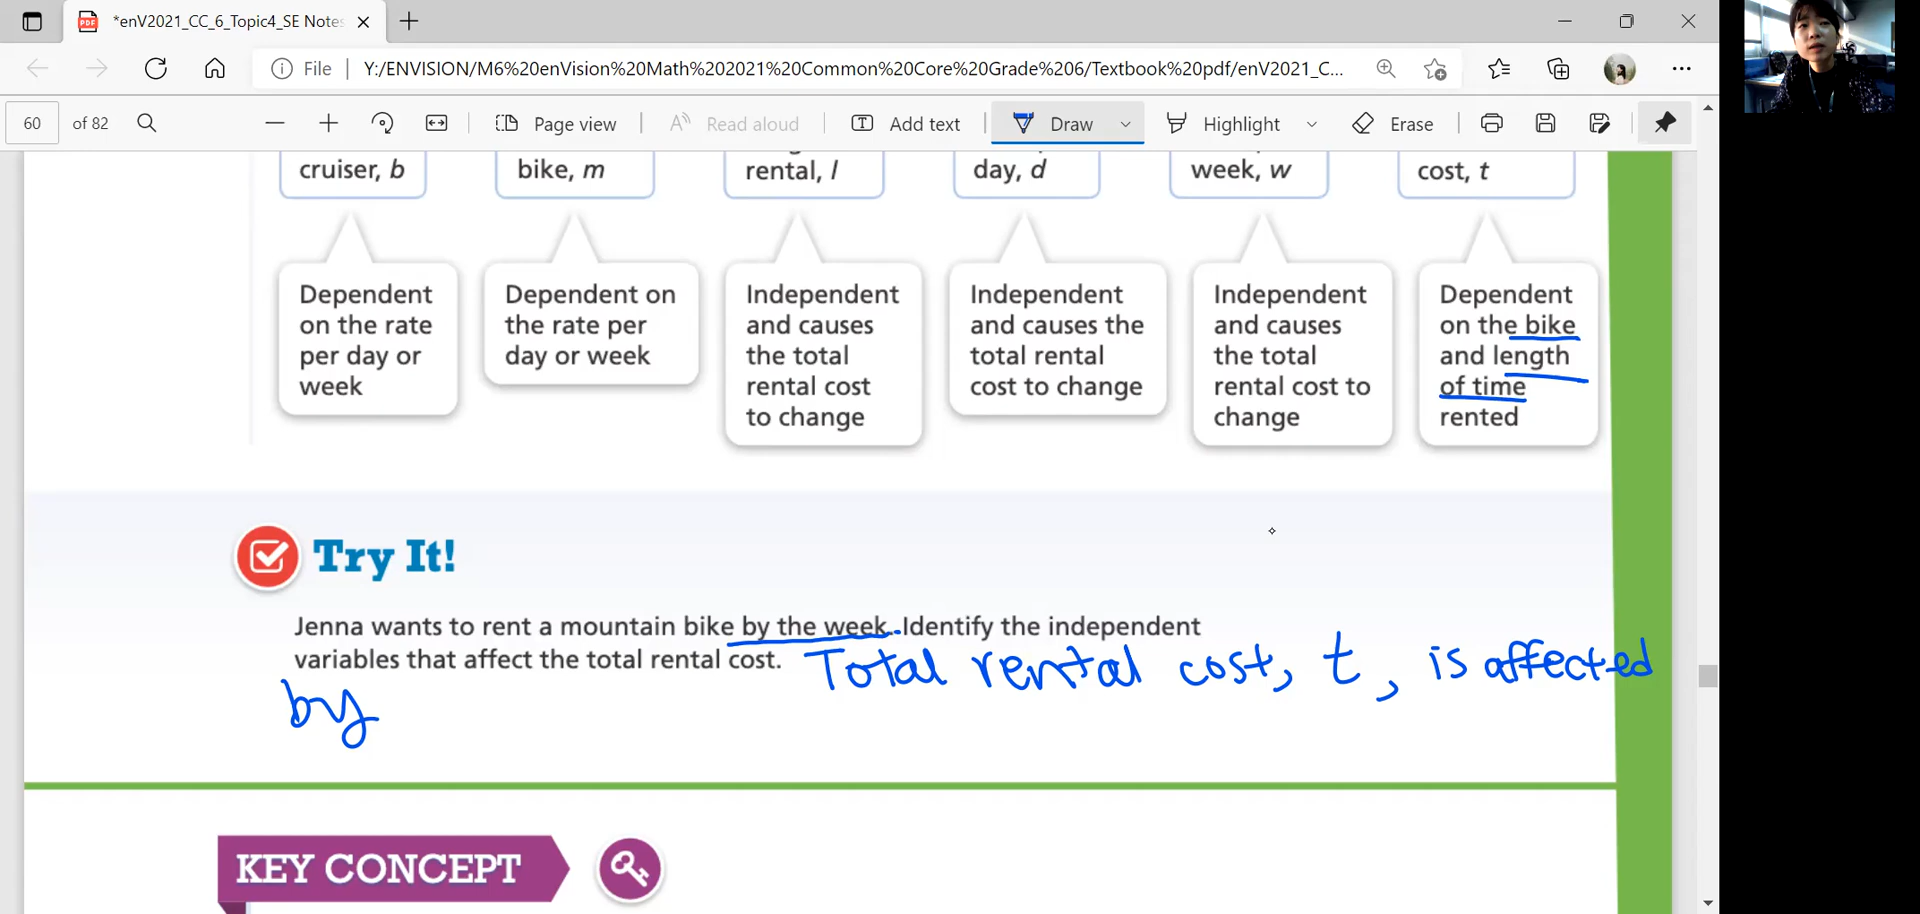 *enV2021_CC_6_Topic4_SE Notes
File
Y:/ENVISION/M6%20enVision%20Math%202021%20Common%20Core%20Grade%206/Textbook%20pdf/enV2021_C...
60 of 82
Page view
Read aloud
Add text
Draw
Highlight
Erase
cruiser, b
bike, m
rental, l
day, d
week, w
cost, t
Dependent
on the rate
per day or
week
Dependent on
the rate per
day or week
Independent
and causes
the total
rental cost
to change
Independent
and causes the
total rental
cost to change
Independent
and causes
the total
rental cost to
change
Dependent
on the bike
and length
of time
rented
Try It!
Jenna wants to rent a mountain bike by the week. Identify the independent
variables that affect the total rental cost. Total rental cost, t, is affected
by
KEY CONCEPT